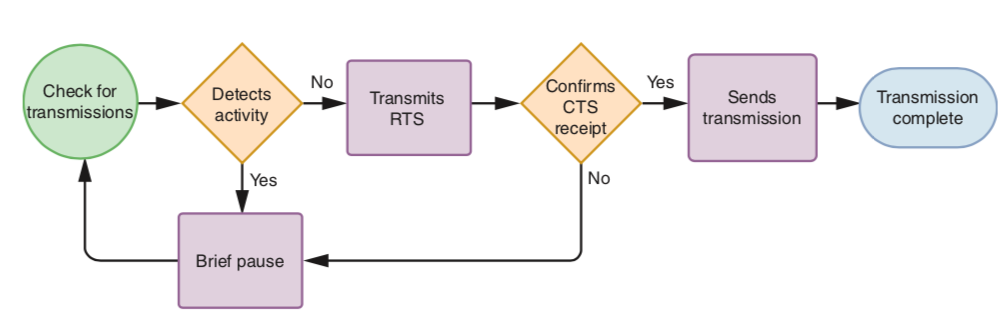 Check for
transmissions
Detects
activity
No
Transmits
RTS
Confirms
CTS
receipt
Yes
Sends
transmission
Transmission
complete
Yes
No
Brief pause